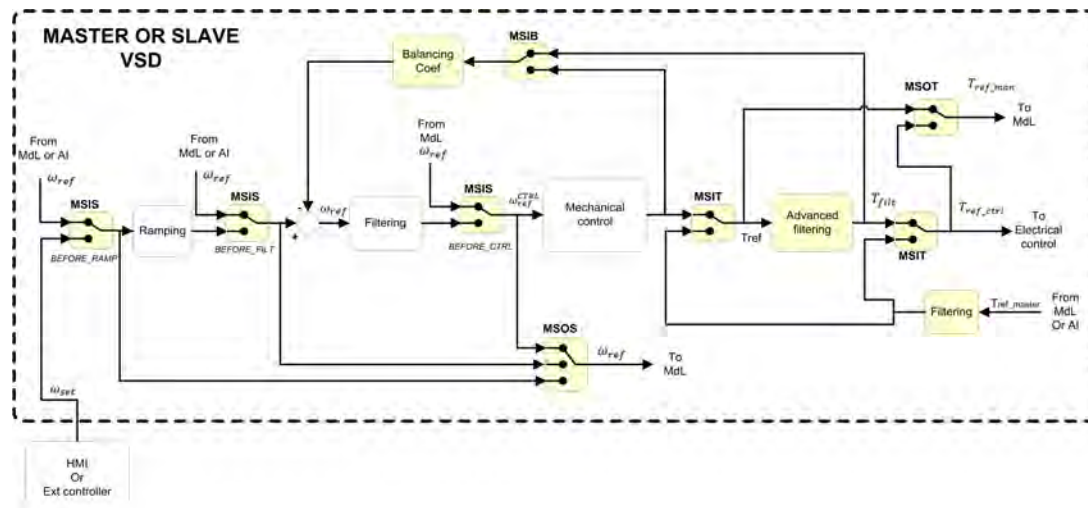 MASTER OR SLAVE
VSD
Balancing
Coef
MSIB
MSOT
T_ref_man
To
MdL
From
MdL or AI
ω_ref
From
MdL or AI
ω_ref
From
MdL
ω_ref
MSIS
MSIS
MSIS
ω_ref^CTRL
Ramping
BEFORE_RAMP
BEFORE_FILT
-
+
ω_ref
Filtering
BEFORE_CTRL
Mechanical
control
MSIT
Tref
Advanced
filtering
T_filt
MSIT
T_ref_ctrl
To
Electrical
control
Filtering
T_ref_master
From
MdL
Or AI
MSOS
ω_ref
To
MdL
ω_set
HMI
Or
Ext controller